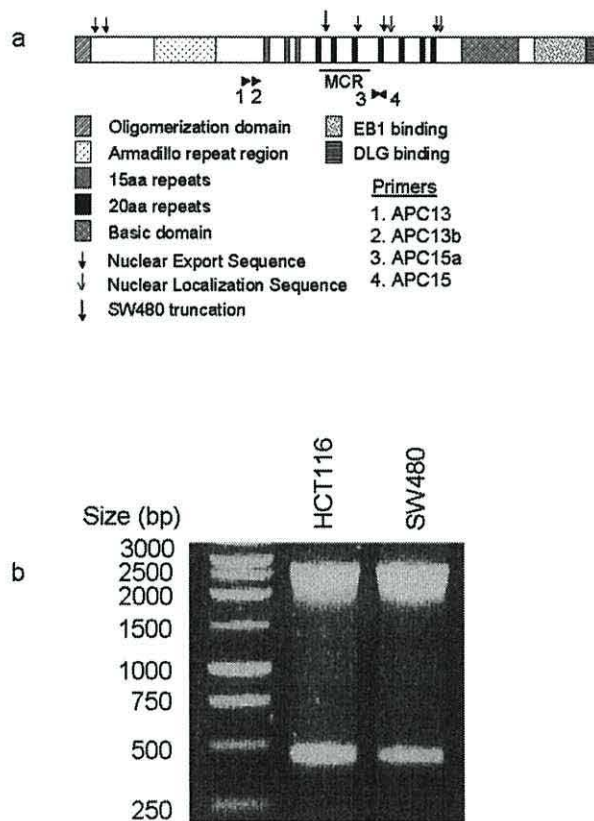 a
MCR
1 2
3 4
Oligomerization domain
Armadillo repeat region
15aa repeats
20aa repeats
Basic domain
Nuclear Export Sequence
Nuclear Localization Sequence
SW480 truncation
EB1 binding
DLG binding
Primers
1. APC13
2. APC13b
3. APC15a
4. APC15
b
Size (bp)
HCT116
SW480
3000
2500
2000
1500
1000
750
500
250